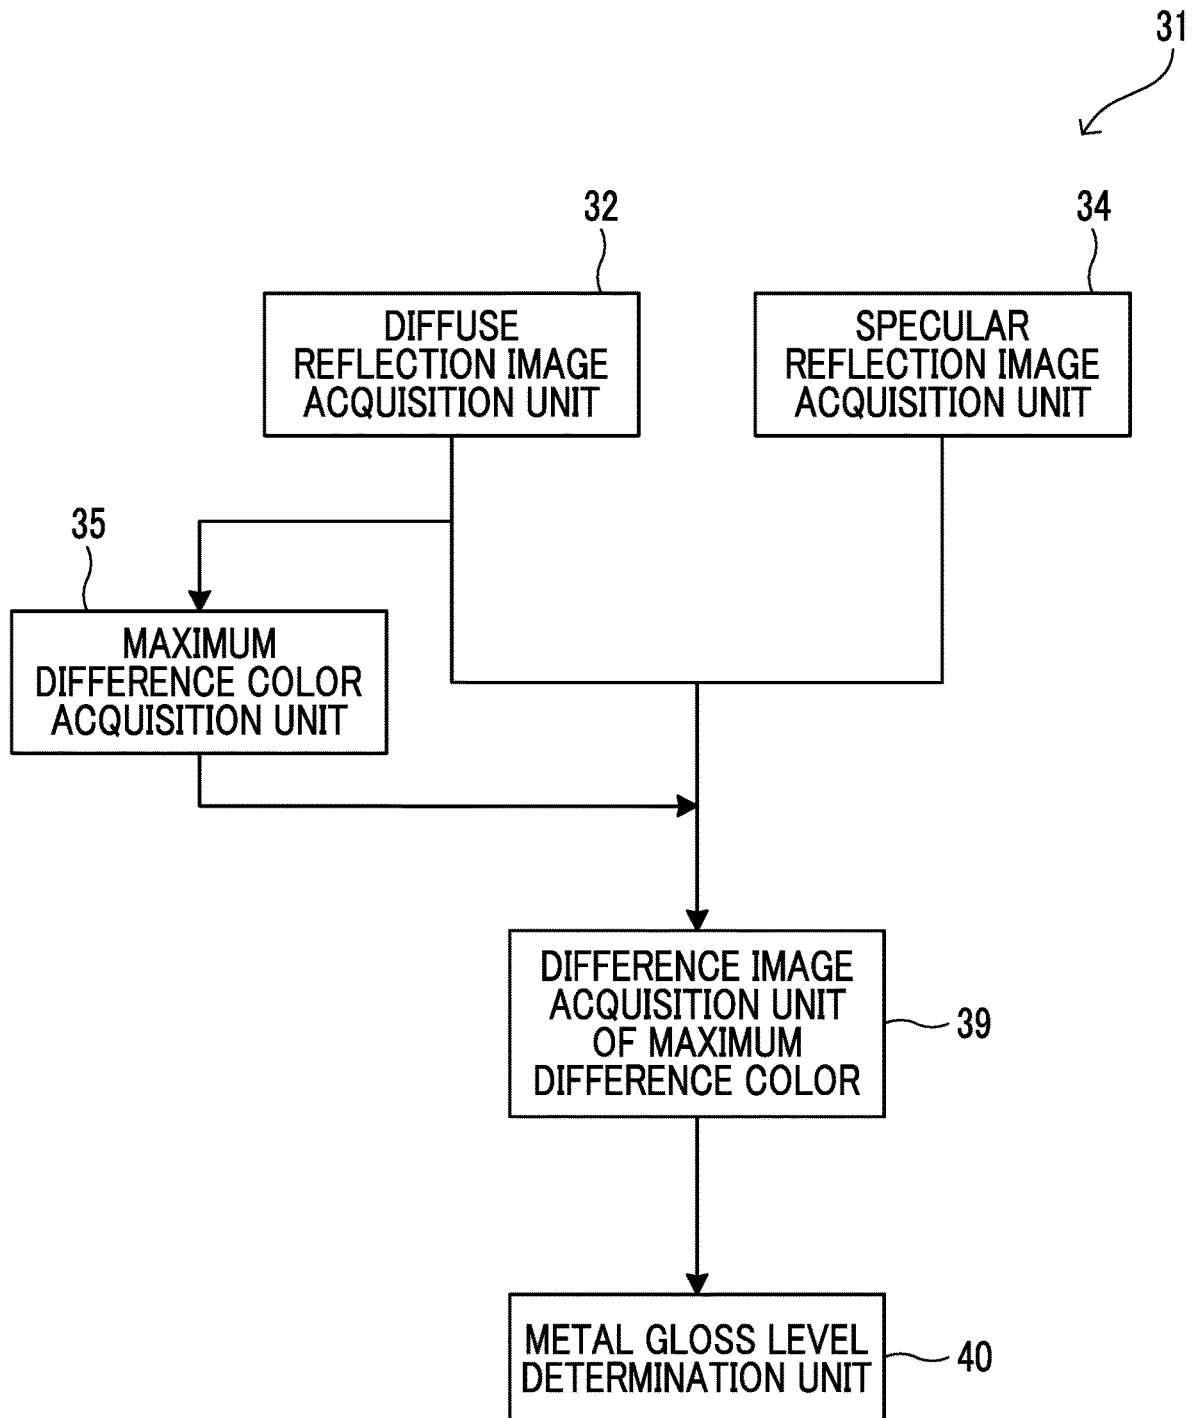 31
32
34
DIFFUSE
REFLECTION IMAGE
ACQUISITION UNIT
SPECULAR
REFLECTION IMAGE
ACQUISITION UNIT
35
MAXIMUM
DIFFERENCE COLOR
ACQUISITION UNIT
DIFFERENCE IMAGE
ACQUISITION UNIT
OF MAXIMUM
DIFFERENCE COLOR
39
METAL GLOSS LEVEL
DETERMINATION UNIT
40